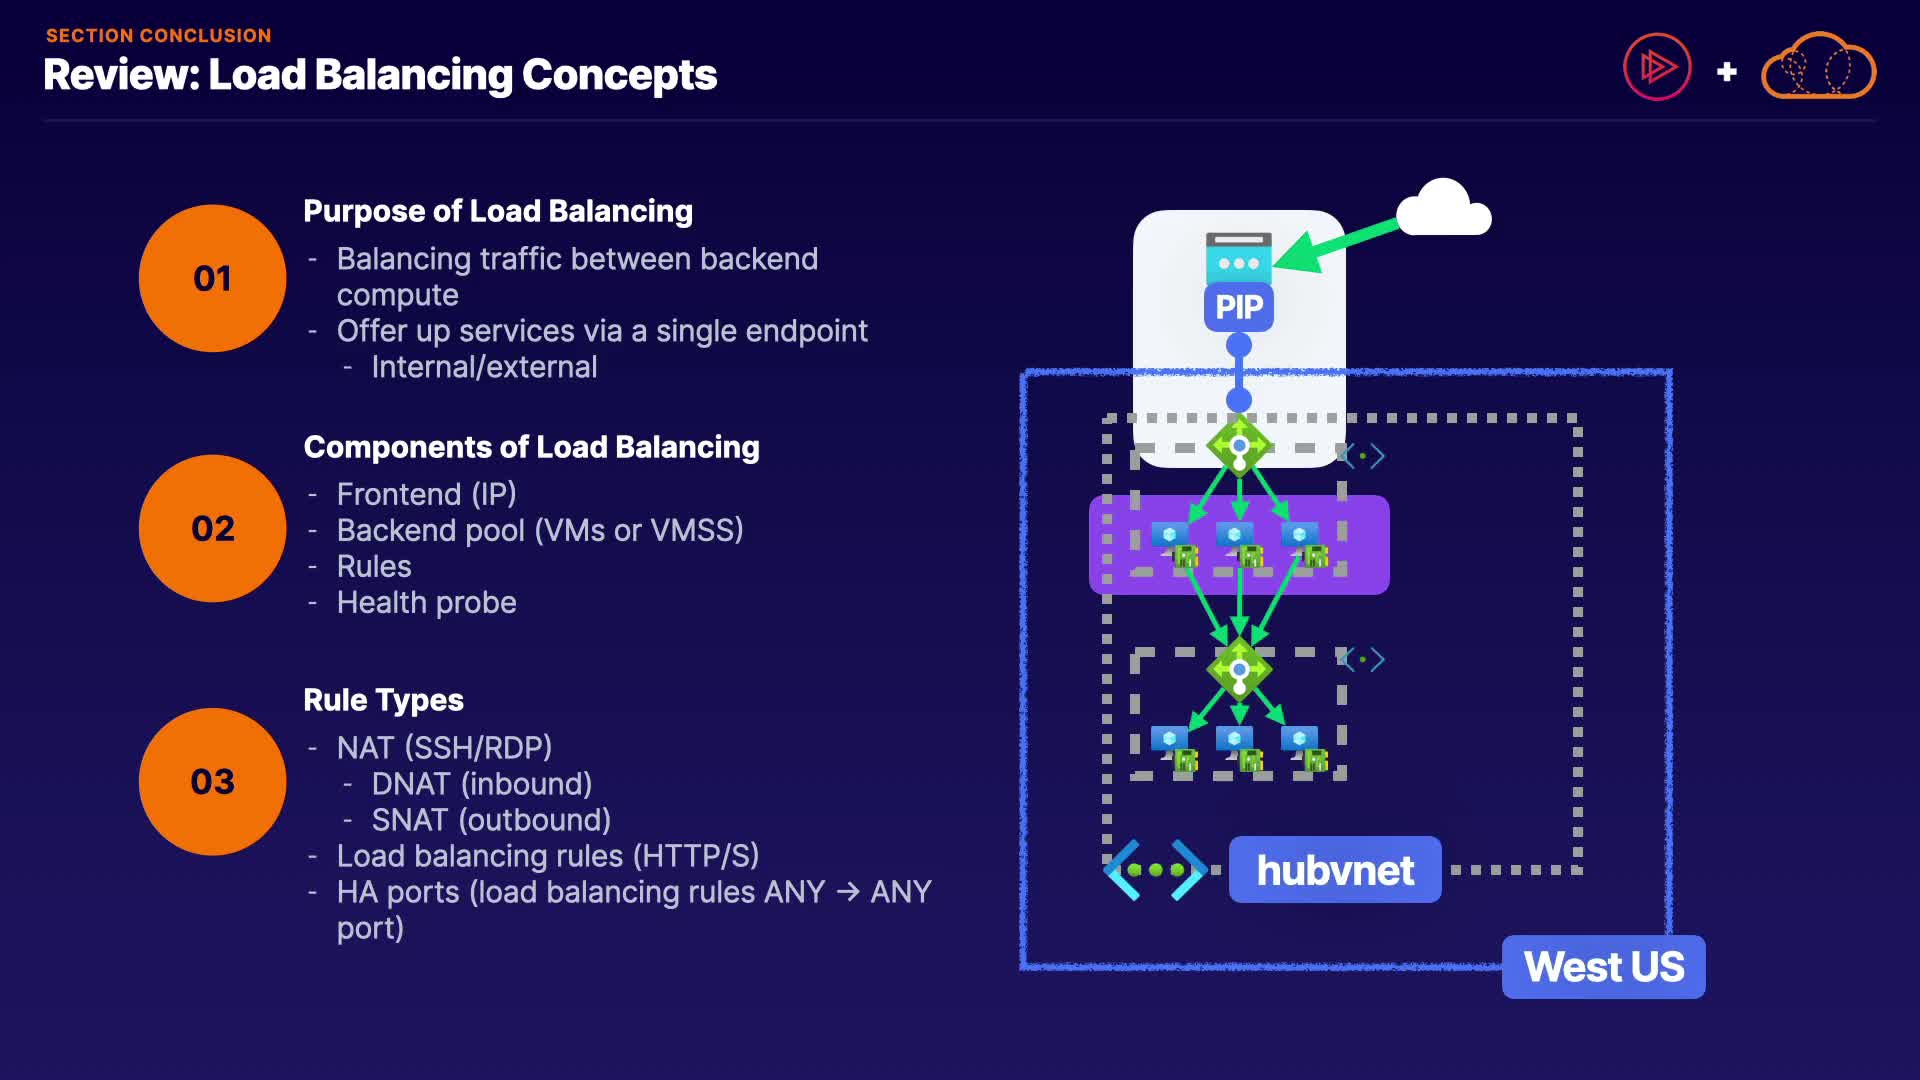 SECTION CONCLUSION
Review: Load Balancing Concepts
+
01
Purpose of Load Balancing
- Balancing traffic between backend
compute
- Offer up services via a single endpoint
- Internal/external
02
Components of Load Balancing
- Frontend (IP)
- Backend pool (VMs or VMSS)
- Rules
- Health probe
03
Rule Types
- NAT (SSH/RDP)
- DNAT (inbound)
- SNAT (outbound)
- Load balancing rules (HTTP/S)
- HA ports (load balancing rules ANY → ANY
port)
PIP
hubvnet
West US